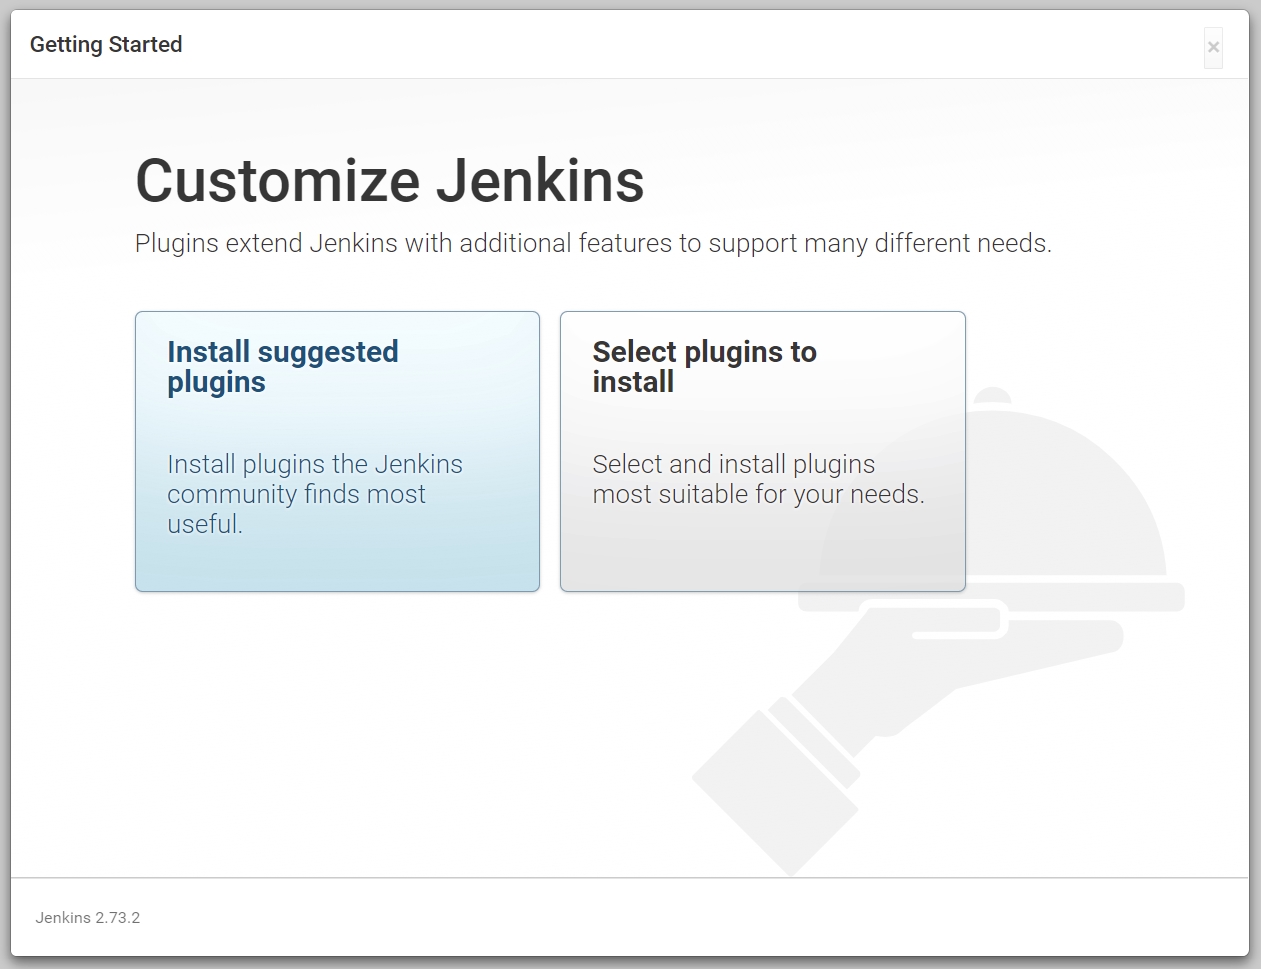 Getting Started
×
Customize Jenkins
Plugins extend Jenkins with additional features to support many different needs.
Install suggested
plugins
Install plugins the Jenkins
community finds most
useful.
Select plugins to
install
Select and install plugins
most suitable for your needs.
Jenkins 2.73.2